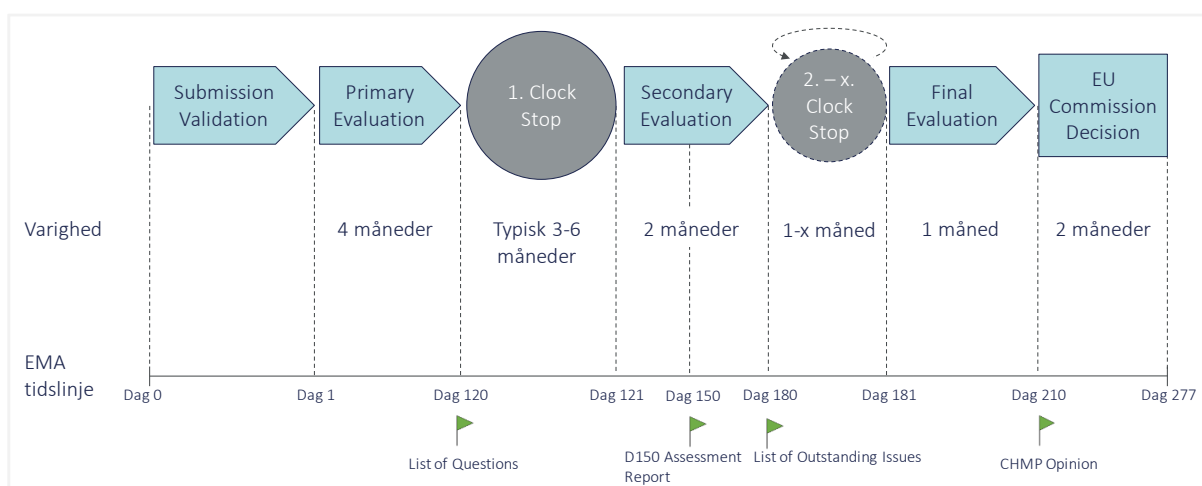 Submission
Validation
Primary
Evaluation
1. Clock
Stop
Secondary
Evaluation
2. – x.
Clock
Stop
Final
Evaluation
EU
Commission
Decision
Varighed
4 måneder
Typisk 3-6
måneder
2 måneder
1-x måned
1 måned
2 måneder
EMA
tidslinje
Dag 0
Dag 1
Dag 120
Dag 121
Dag 150
Dag 180
Dag 181
Dag 210
Dag 277
List of Questions
D150 Assessment
Report
List of Outstanding Issues
CHMP Opinion